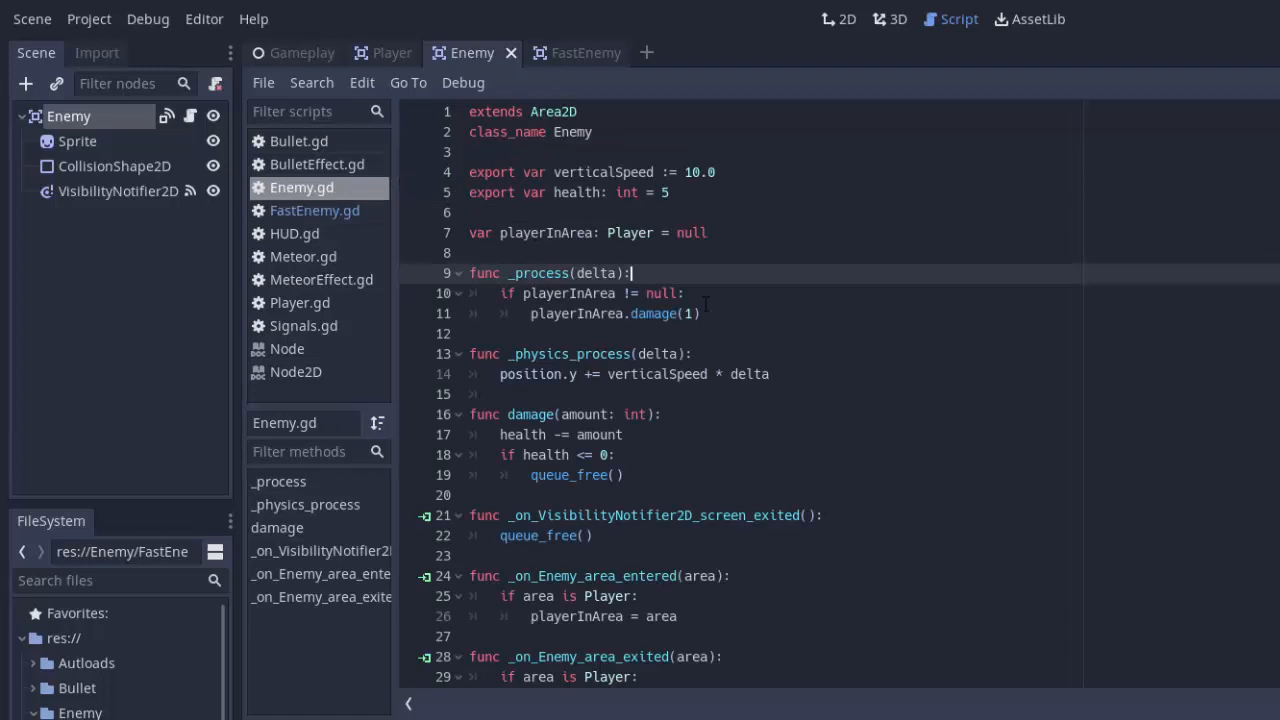 Scene Project Debug Editor Help 2D 3D Script AssetLib
Scene Import Gameplay Player Enemy FastEnemy
Filter nodes File Search Edit Go To Debug
Enemy
Sprite
CollisionShape2D
VisibilityNotifier2D
Filter scripts
Bullet.gd
BulletEffect.gd
Enemy.gd
FastEnemy.gd
HUD.gd
Meteor.gd
MeteorEffect.gd
Player.gd
Signals.gd
Node
Node2D
Enemy.gd
Filter methods
_process
_physics_process
damage
_on_VisibilityNotifier2
_on_Enemy_area_ente
_on_Enemy_area_exite
FileSystem
res://Enemy/FastEne
Search files
Favorites:
res://
Autloads
Bullet
Enemy
1 extends Area2D
2 class_name Enemy
3
4 export var verticalSpeed := 10.0
5 export var health: int = 5
6
7 var playerInArea: Player = null
8
9 func _process(delta):
10 if playerInArea != null:
11 playerInArea.damage(1)
12
13 func _physics_process(delta):
14 position.y += verticalSpeed * delta
15
16 func damage(amount: int):
17 health -= amount
18 if health <= 0:
19 queue_free()
20
21 func _on_VisibilityNotifier2D_screen_exited():
22 queue_free()
23
24 func _on_Enemy_area_entered(area):
25 if area is Player:
26 playerInArea = area
27
28 func _on_Enemy_area_exited(area):
29 if area is Player: